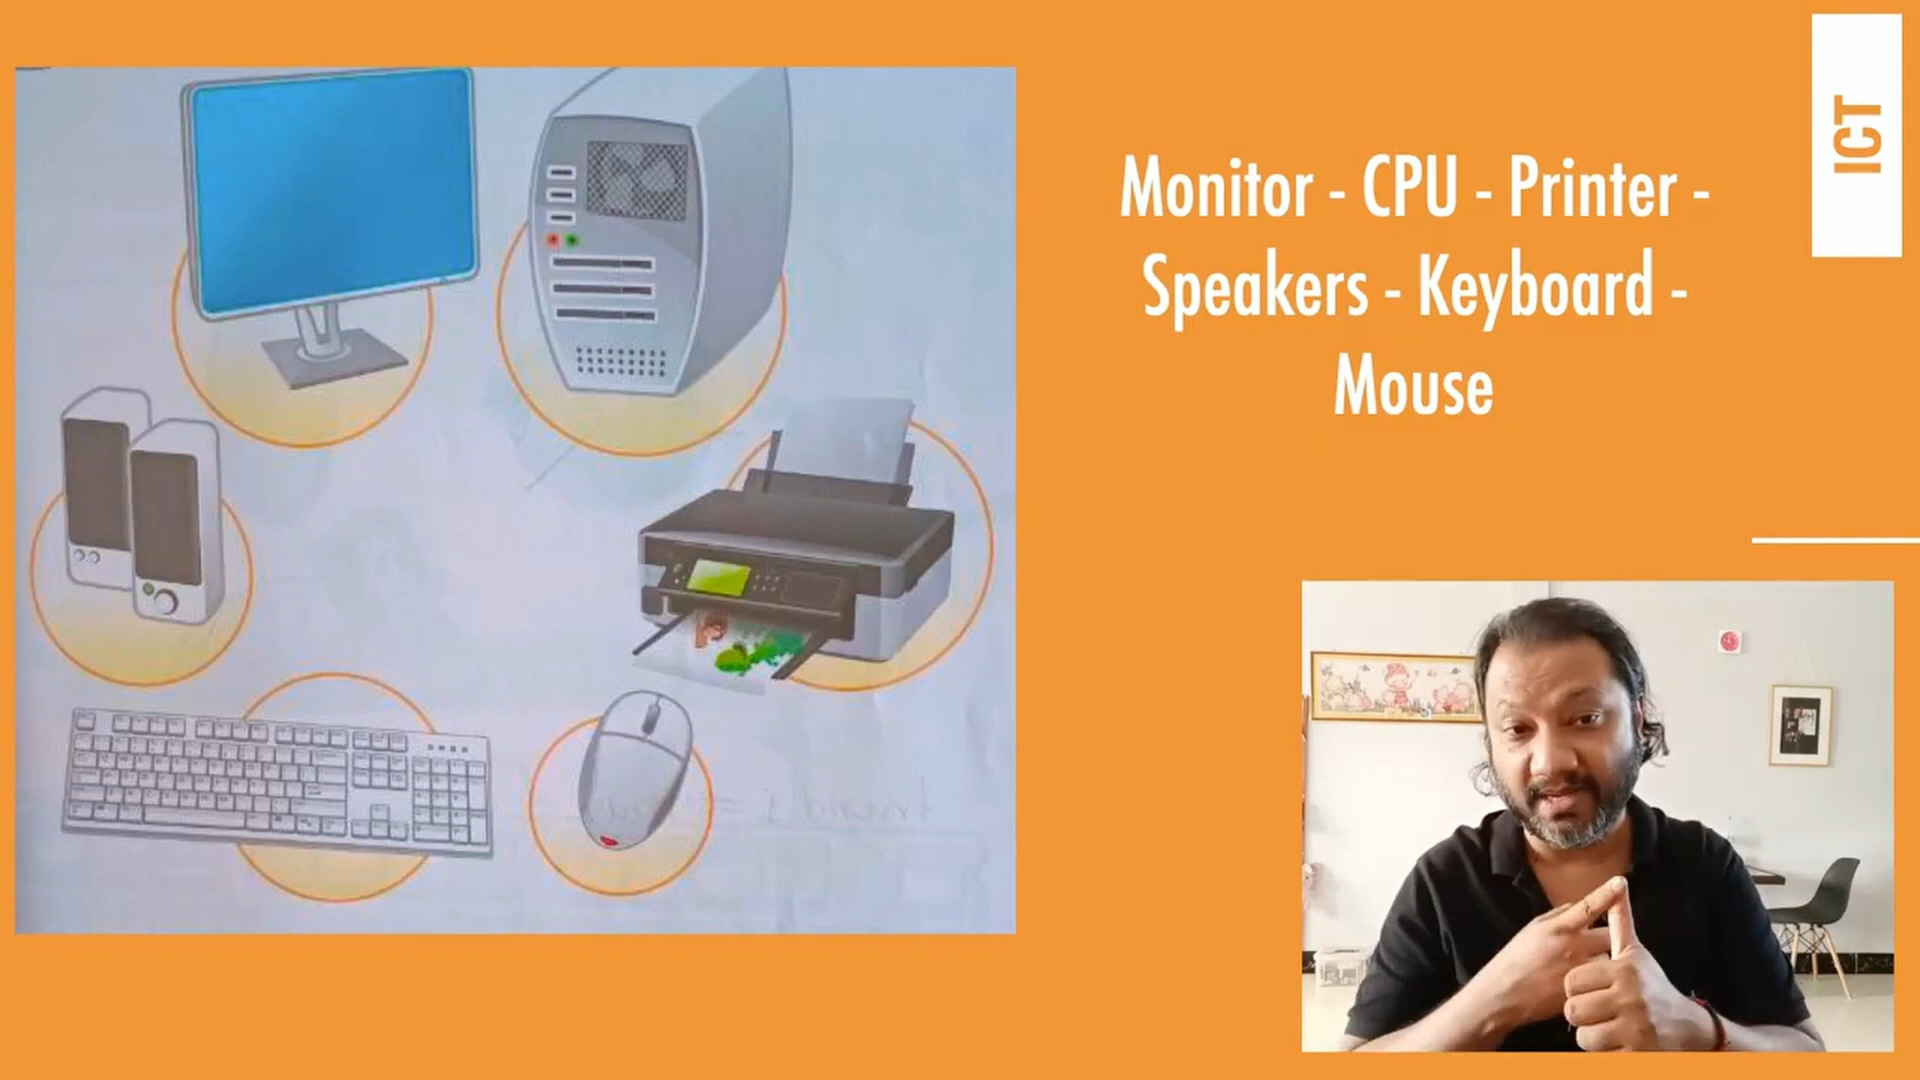 ICT
Monitor - CPU - Printer -
Speakers - Keyboard -
Mouse